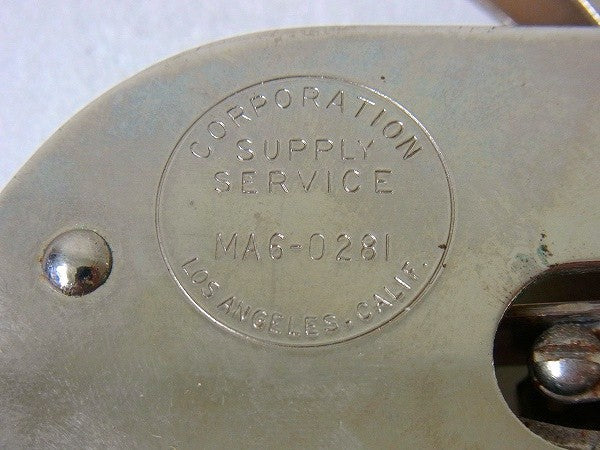 CORPORATION
SUPPLY
SERVICE
MA6-0281
LOS ANGELES. CALIF.